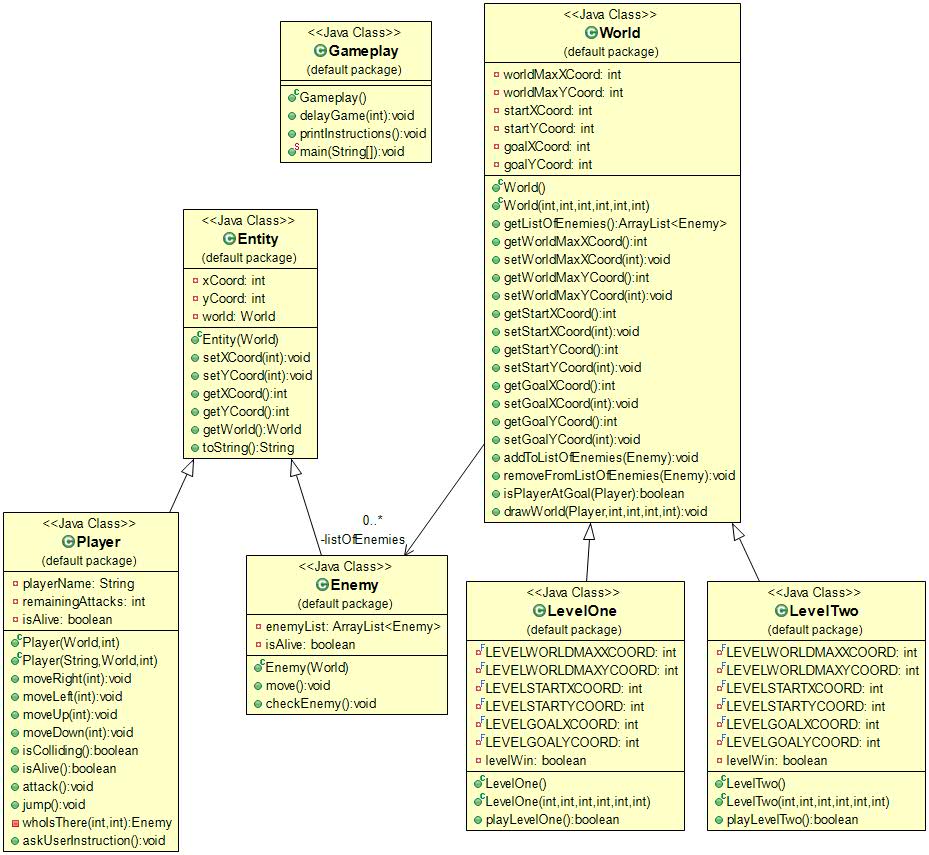 <<Java Class>>
Gameplay
(default package)
Gameplay()
delayGame(int):void
printInstructions():void
main(String[]):void
<<Java Class>>
World
(default package)
worldMaxXCoord: int
worldMaxYCoord: int
startXCoord: int
startYCoord: int
goalXCoord: int
goalYCoord: int
World()
World(int,int,int,int,int,int)
getListOfEnemies():ArrayList<Enemy>
getWorldMaxXCoord():int
setWorldMaxXCoord(int):void
getWorldMaxYCoord():int
setWorldMaxYCoord(int):void
getStartXCoord():int
setStartXCoord(int):void
getStartYCoord():int
setStartYCoord(int):void
getGoalXCoord():int
setGoalXCoord(int):void
getGoalYCoord():int
setGoalYCoord(int):void
addToListOfEnemies(Enemy):void
removeFromListOfEnemies(Enemy):void
isPlayerAtGoal(Player):boolean
drawWorld(Player,int,int,int,int):void
<<Java Class>>
Entity
(default package)
xCoord: int
yCoord: int
world: World
Entity(World)
setXCoord(int):void
setYCoord(int):void
getXCoord():int
getYCoord():int
getWorld():World
toString():String
0..*
-listOfEnemies
<<Java Class>>
Player
(default package)
playerName: String
remainingAttacks: int
isAlive: boolean
Player(World,int)
Player(String,World,int)
moveRight(int):void
moveLeft(int):void
moveUp(int):void
moveDown(int):void
isColliding():boolean
isAlive():boolean
attack():void
jump():void
whoIsThere(int,int):Enemy
askUserInstruction():void
<<Java Class>>
Enemy
(default package)
enemyList: ArrayList<Enemy>
isAlive: boolean
Enemy(World)
move():void
checkEnemy():void
<<Java Class>>
LevelOne
(default package)
LEVELWORLDMAXXCOORD: int
LEVELWORLDMAXYCOORD: int
LEVELSTARTXCOORD: int
LEVELSTARTYCOORD: int
LEVELGOALXCOORD: int
LEVELGOALYCOORD: int
levelWin: boolean
LevelOne()
LevelOne(int,int,int,int,int,int)
playLevelOne():boolean
<<Java Class>>
LevelTwo
(default package)
LEVELWORLDMAXXCOORD: int
LEVELWORLDMAXYCOORD: int
LEVELSTARTXCOORD: int
LEVELSTARTYCOORD: int
LEVELGOALXCOORD: int
LEVELGOALYCOORD: int
levelWin: boolean
LevelTwo()
LevelTwo(int,int,int,int,int,int)
playLevelTwo():boolean